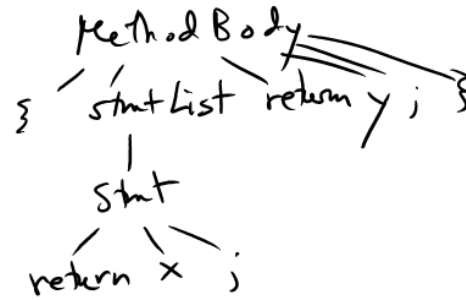 MethodBody
{ stmtList return y ; }
stmt
return x ;